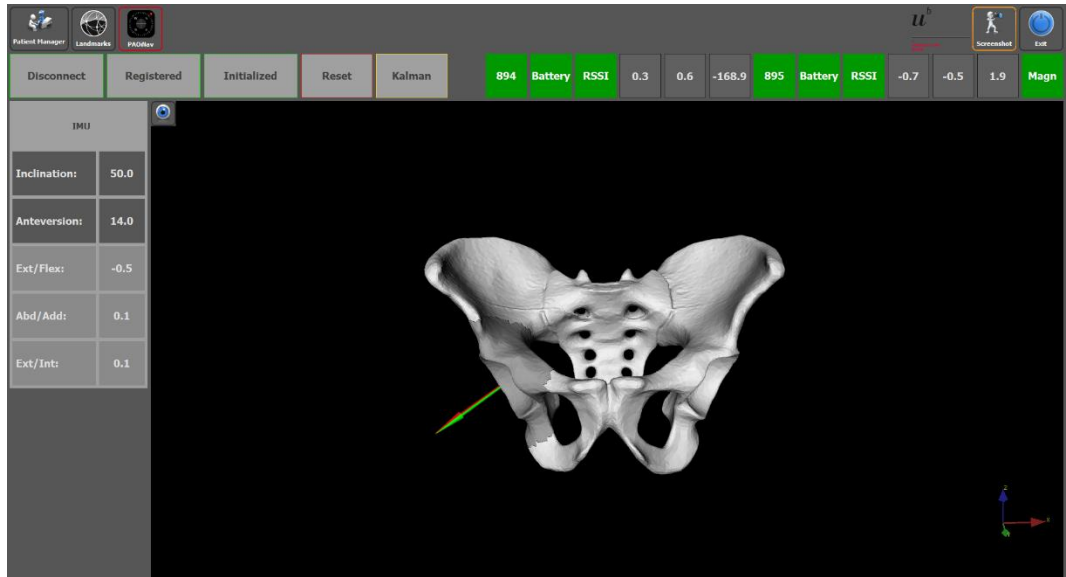 Patient Manager Landmarks PAONav u^b Screenshot Exit
Disconnect Registered Initialized Reset Kalman 894 Battery RSSI 0.3 0.6 -168.9 895 Battery RSSI -0.7 -0.5 1.9 Magn
IMU
Inclination: 50.0
Anteversion: 14.0
Ext/Flex: -0.5
Abd/Add: 0.1
Ext/Int: 0.1